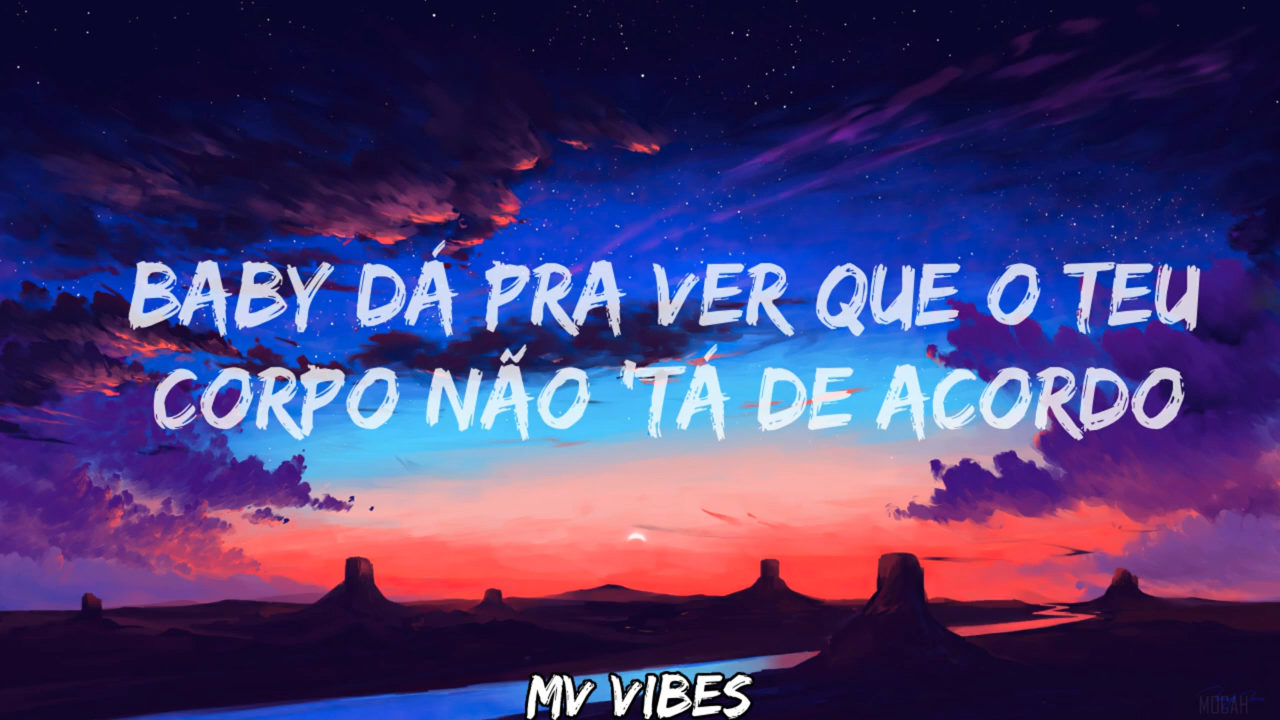 BABY DÁ PRA VER QUE O TEU
CORPO NÃO 'TÁ DE ACORDO
MV VIBES